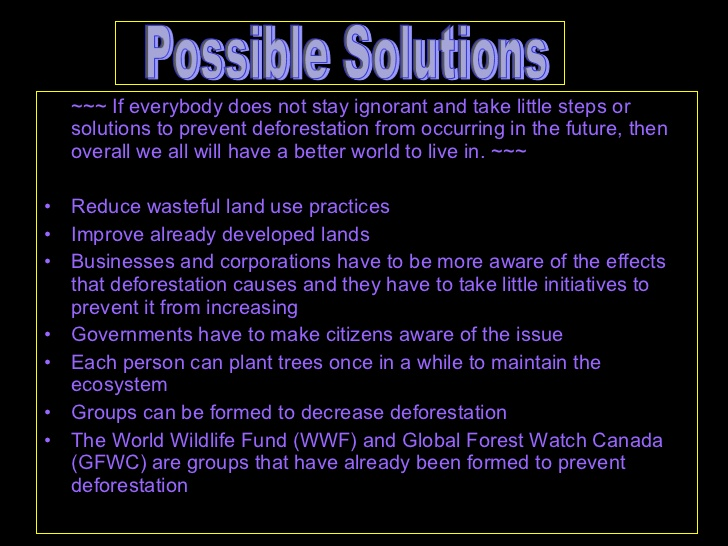 Possible Solutions
~~~ If everybody does not stay ignorant and take little steps or
solutions to prevent deforestation from occurring in the future, then
overall we all will have a better world to live in. ~~~
• Reduce wasteful land use practices
• Improve already developed lands
• Businesses and corporations have to be more aware of the effects
that deforestation causes and they have to take little initiatives to
prevent it from increasing
• Governments have to make citizens aware of the issue
• Each person can plant trees once in a while to maintain the
ecosystem
• Groups can be formed to decrease deforestation
• The World Wildlife Fund (WWF) and Global Forest Watch Canada
(GFWC) are groups that have already been formed to prevent
deforestation